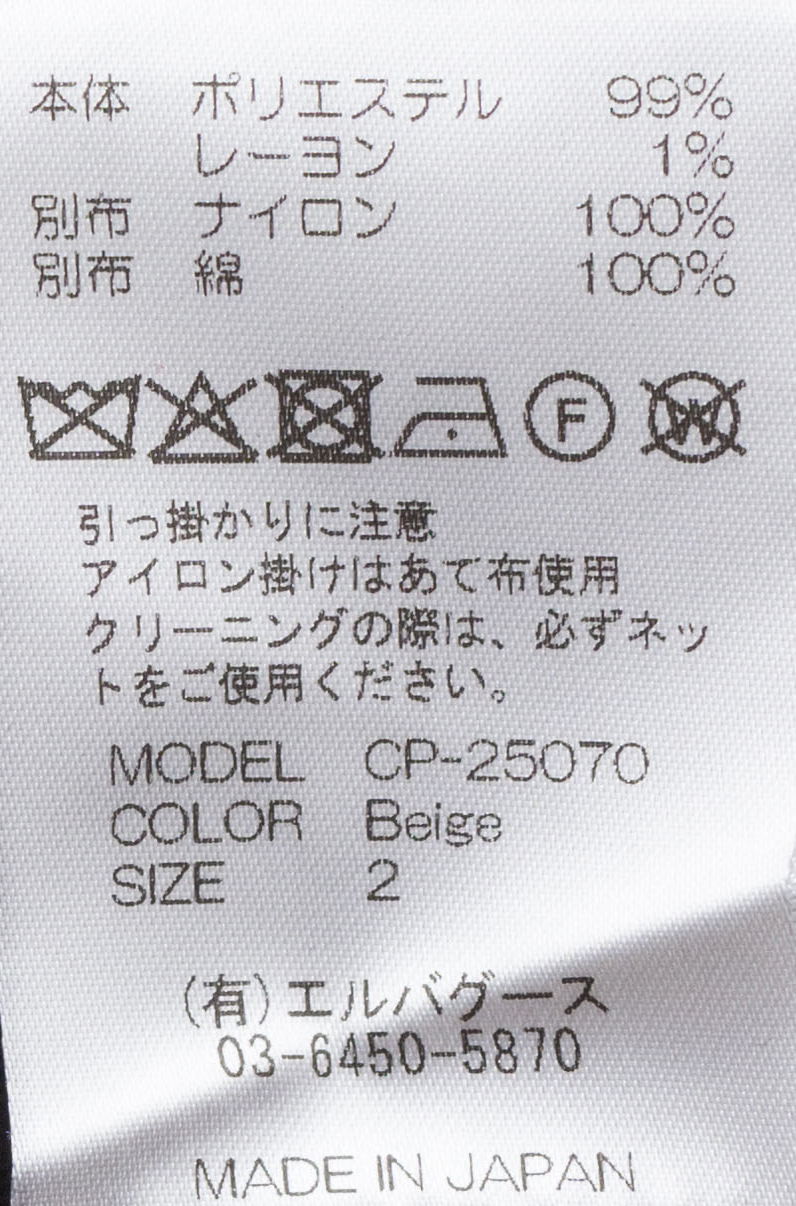 本体 ポリエステル 99%
レーヨン 1%
別布 ナイロン 100%
別布 綿 100%
F W
引っ掛かりに注意
アイロン掛けはあて布使用
クリーニングの際は、必ずネッ
トをご使用ください。
MODEL CP-25070
COLOR Beige
SIZE 2
(有)エルバグース
03-6450-5870
MADE IN JAPAN